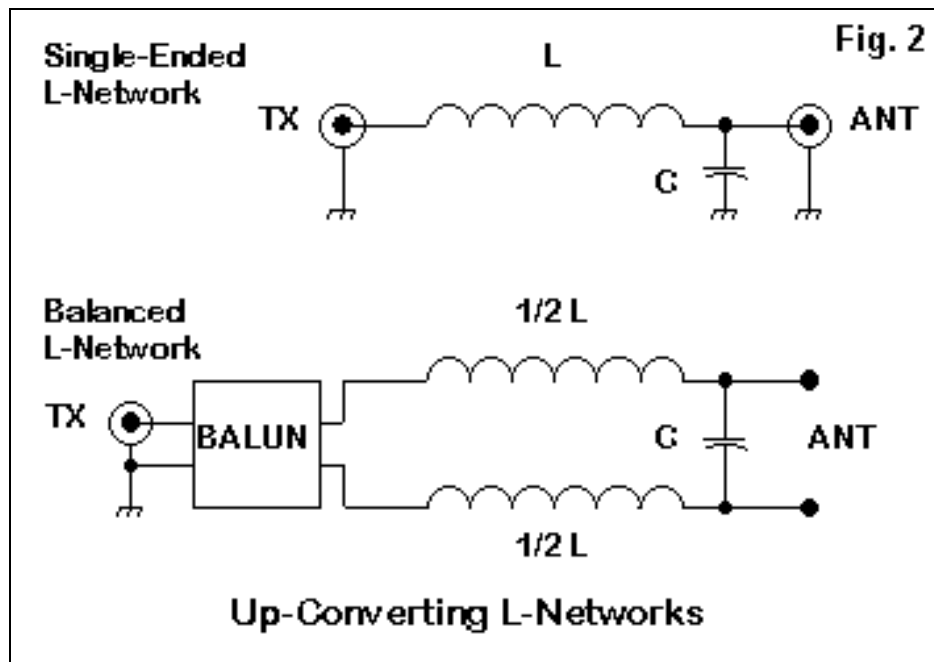 Fig. 2
Single-Ended
L-Network
L
TX
ANT
C
Balanced
L-Network
1/2 L
TX
BALUN
C
ANT
1/2 L
Up-Converting L-Networks